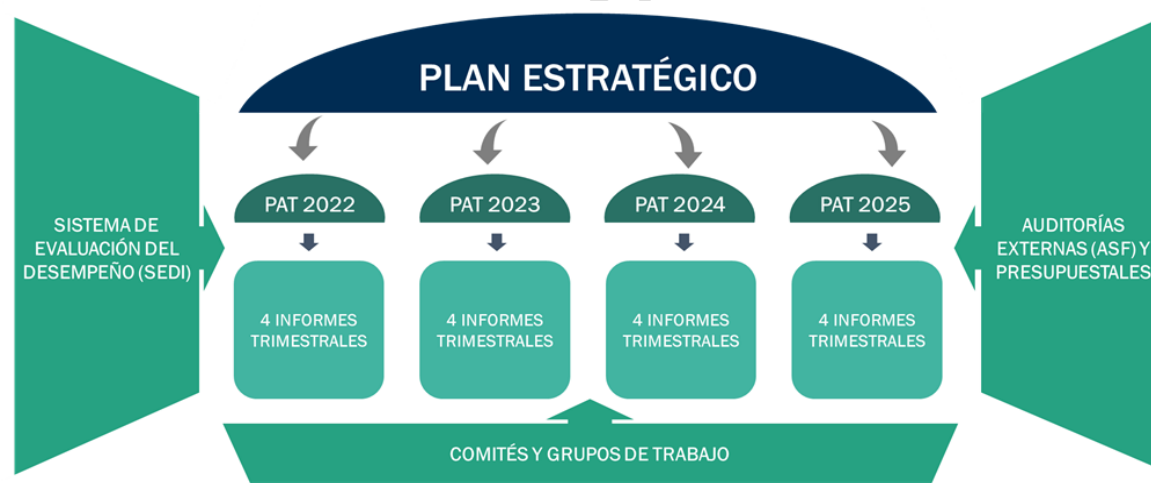 PLAN ESTRATÉGICO
PAT 2022
PAT 2023
PAT 2024
PAT 2025
SISTEMA DE
EVALUACIÓN DEL
DESEMPEÑO (SEDI)
4 INFORMES
TRIMESTRALES
4 INFORMES
TRIMESTRALES
4 INFORMES
TRIMESTRALES
4 INFORMES
TRIMESTRALES
AUDITORÍAS
EXTERNAS (ASF) Y
PRESUPUESTALES
COMITÉS Y GRUPOS DE TRABAJO